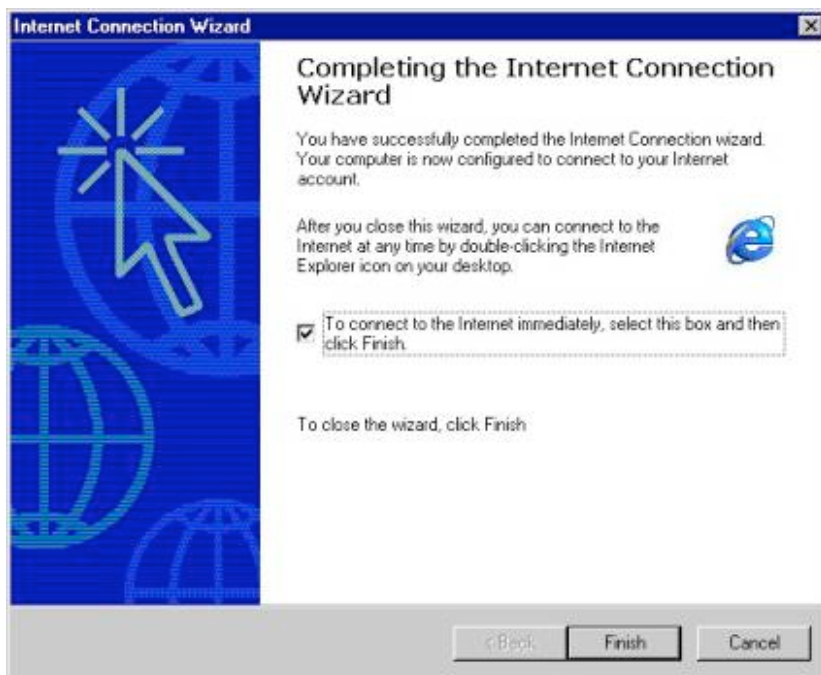 Internet Connection Wizard
Completing the Internet Connection
Wizard
You have successfully completed the Internet Connection wizard.
Your computer is now configured to connect to your Internet
account.
After you close this wizard, you can connect to the
Internet at any time by double-clicking the Internet
Explorer icon on your desktop.
To connect to the Internet immediately, select this box and then
click Finish.
To close the wizard, click Finish
< Back Finish Cancel